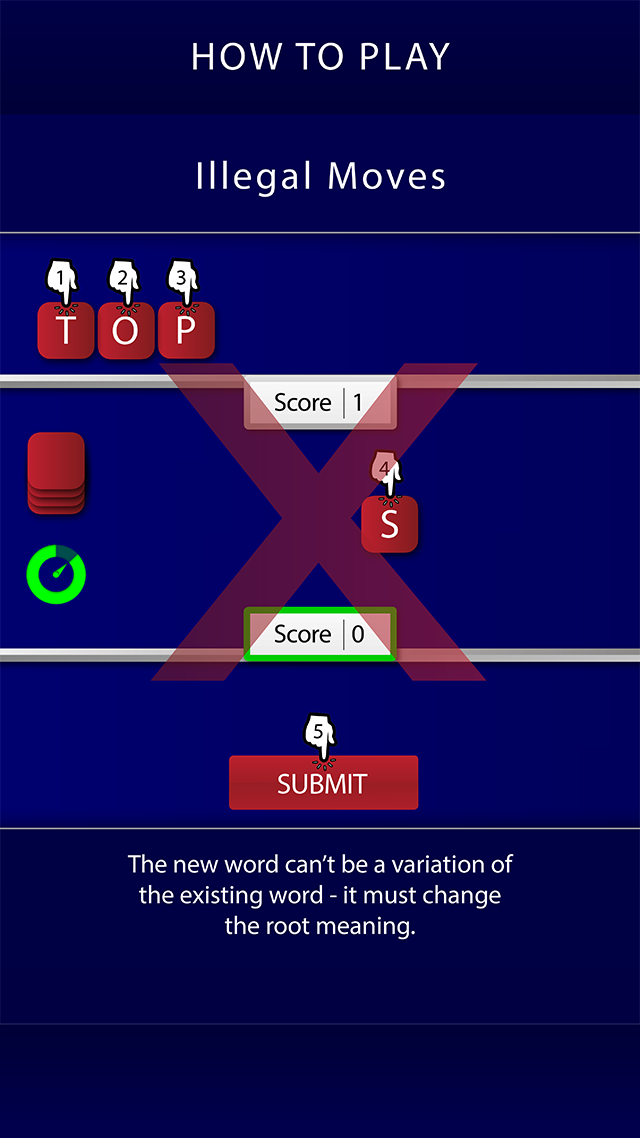 HOW TO PLAY
Illegal Moves
1 2 3
T O P
Score | 1
4
S
Score | 0
5
SUBMIT
The new word can’t be a variation of
the existing word - it must change
the root meaning.